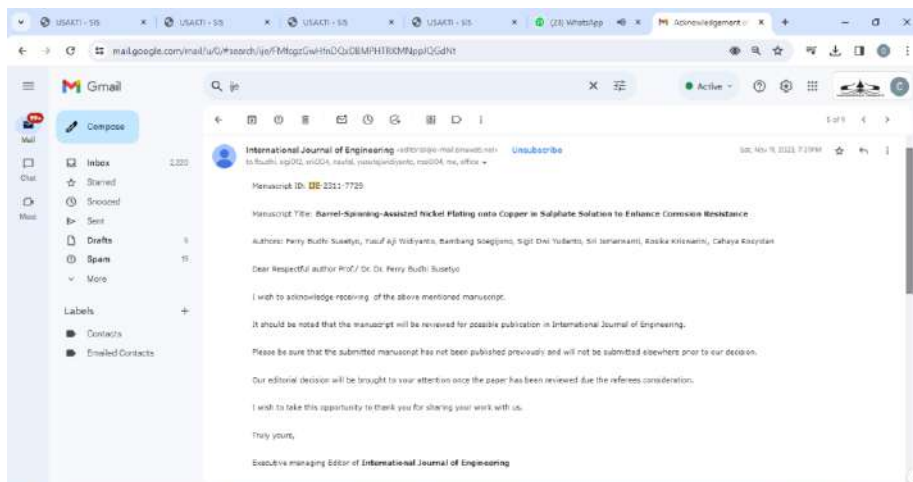 USAKTI - SIS
USAKTI - SIS
USAKTI - SIS
USAKTI - SIS
(23) WhatsApp
Acknowledgement o
Gmail
ije
Active
99+
Mail
Chat
Meet
Compose
Inbox
Starred
Snoozed
Sent
Drafts
Spam
More
Labels
Contacts
Emailed Contacts
5 of 9
International Journal of Engineering
Unsubscribe
Manuscript ID: IJE-2311-7729
Manuscript Title: Barrel-Spinning-Assisted Nickel Plating onto Copper in Sulphate Solution to Enhance Corrosion Resistance
Authors: Ferry Budhi Susetyo, Yusuf Aji Widiyanto, Bambang Soegijono, Sigit Dwi Yudanto, Sri Ismarwanti, Rosika Kriswarini, Cahaya Rosyidan
Dear Respectful author Prof./ Dr. Dr. Ferry Budhi Susetyo
I wish to acknowledge receiving of the above mentioned manuscript.
It should be noted that the manuscript will be reviewed for possible publication in International Journal of Engineering.
Please be sure that the submitted manuscript has not been published previously and will not be submitted elsewhere prior to our decision.
Our editorial decision will be brought to your attention once the paper has been reviewed due the referees consideration.
I wish to take this opportunity to thank you for sharing your work with us.
Truly yours,
Executive managing Editor of International Journal of Engineering